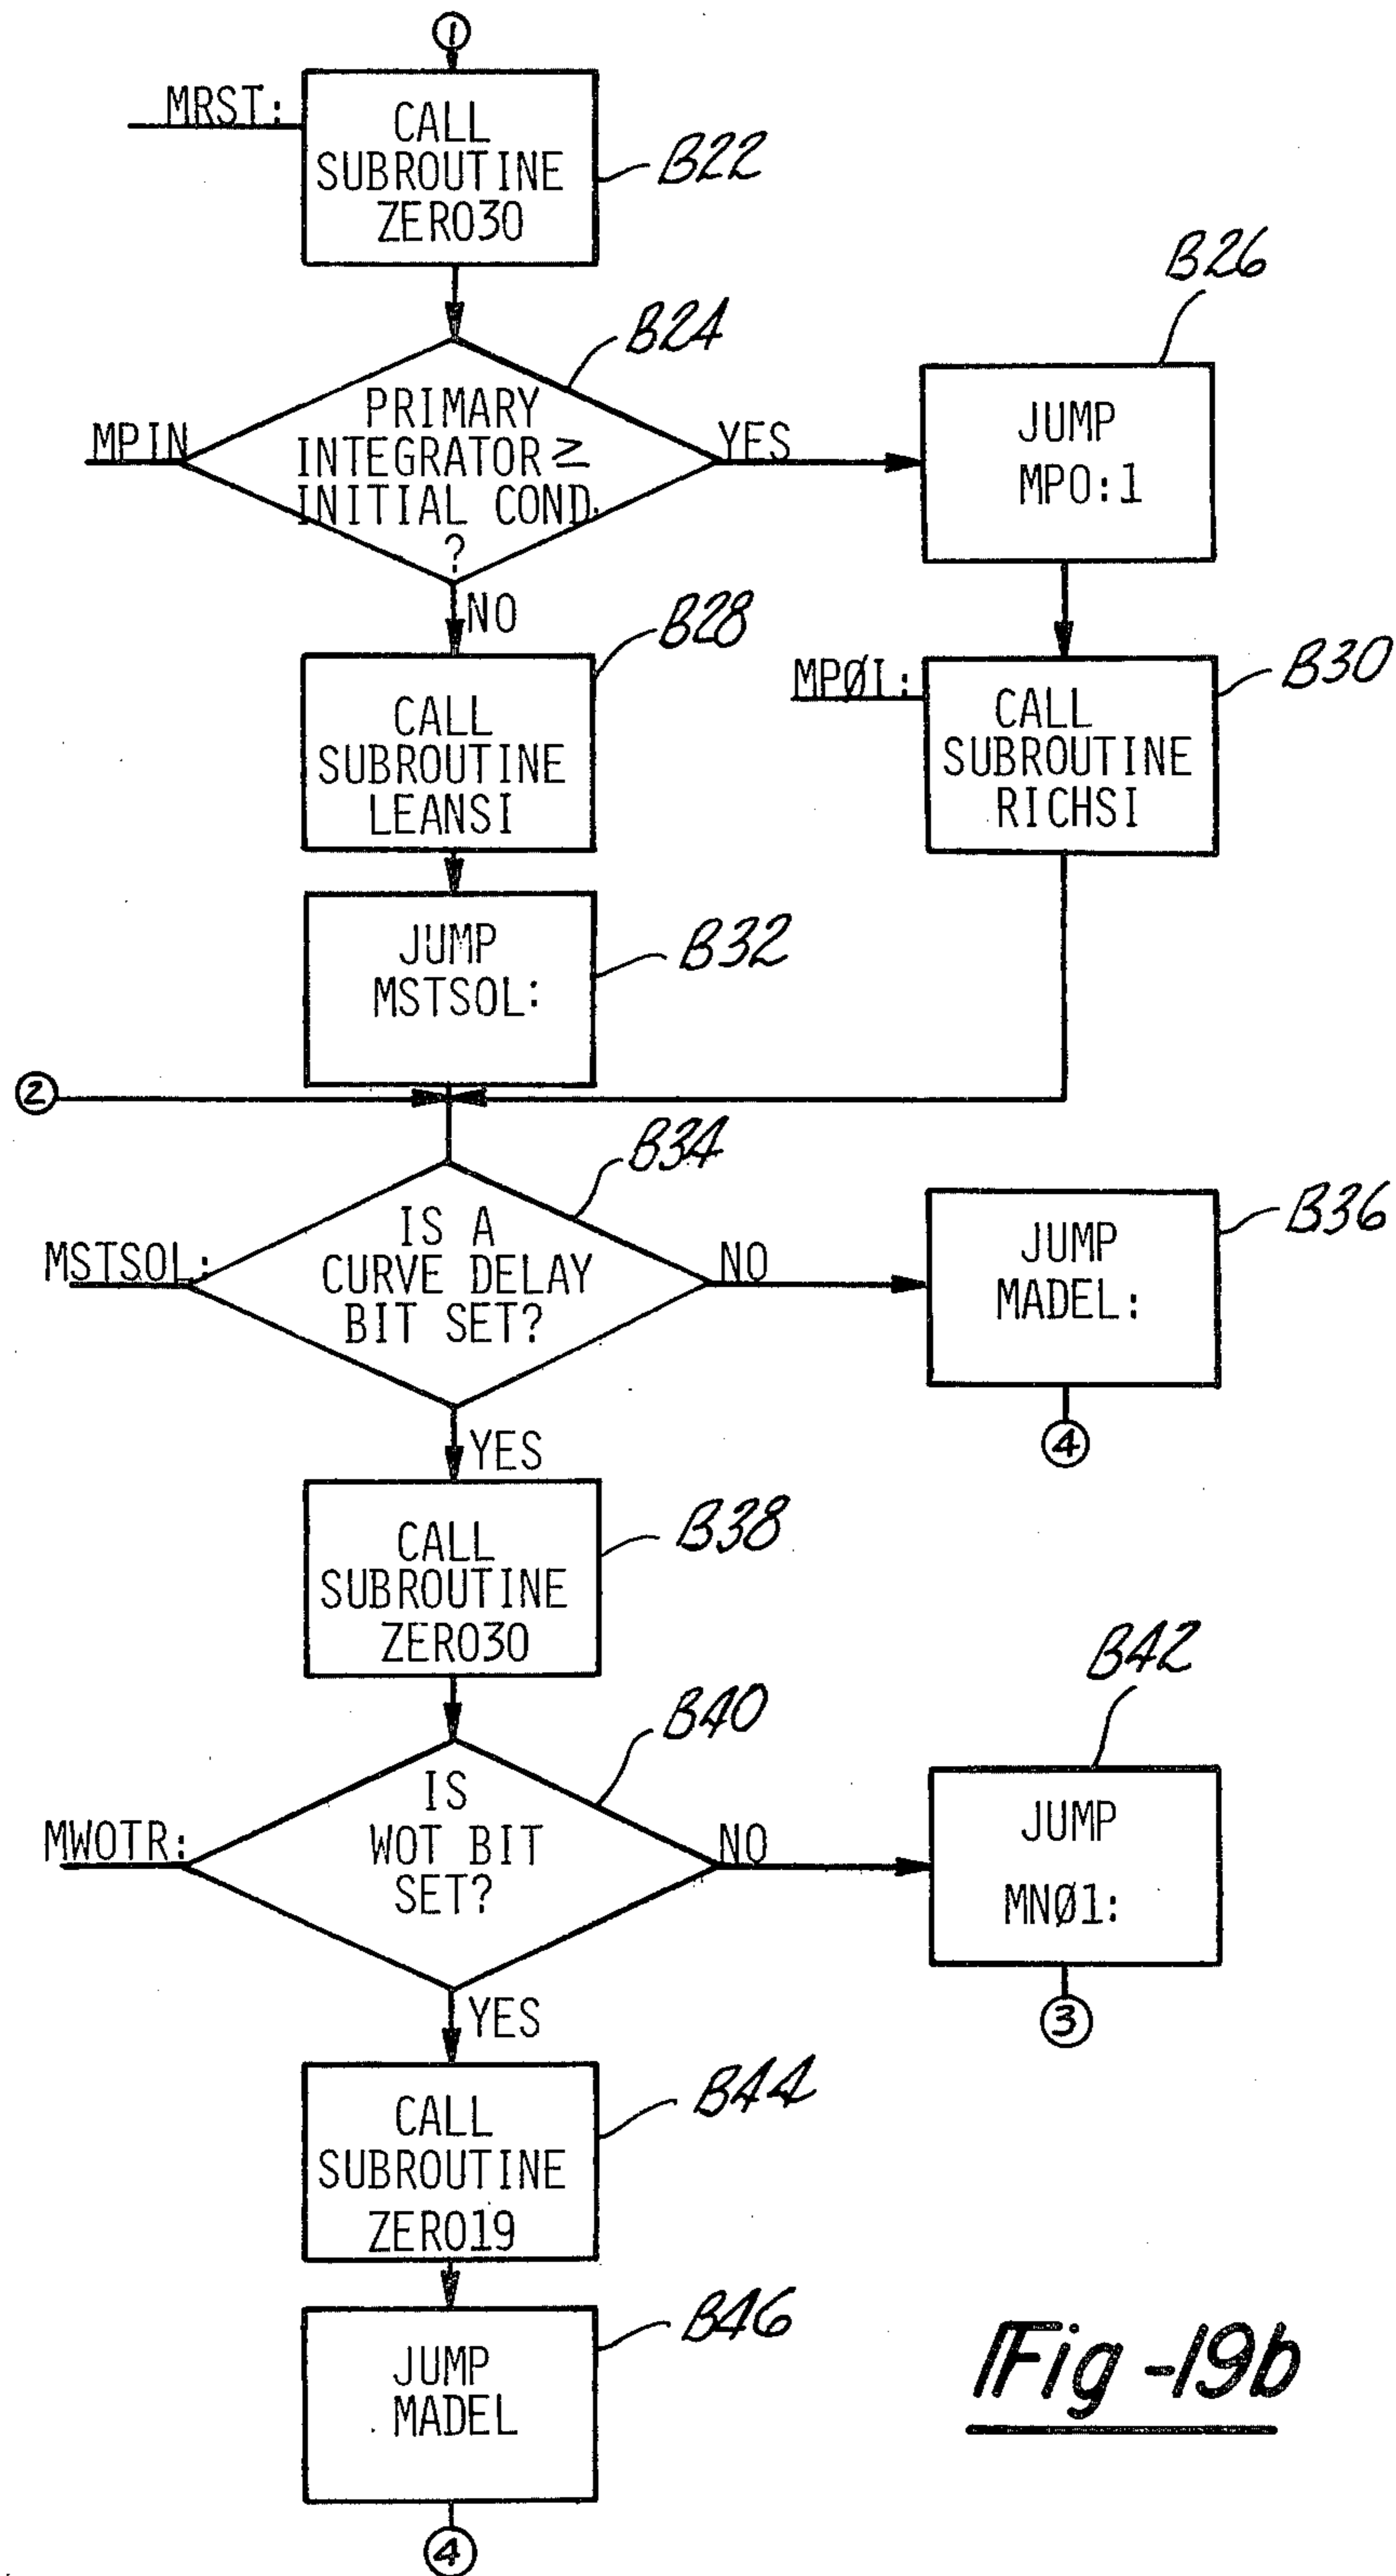 1
MRST:
CALL
SUBROUTINE
ZERO30
B22
B24
PRIMARY
INTEGRATOR ≥
INITIAL COND.
?
MPIN
YES
B26
JUMP
MPO:1
NO
B28
CALL
SUBROUTINE
LEANSI
MPØI:
B30
CALL
SUBROUTINE
RICHSI
JUMP
MSTSOL:
B32
2
B34
MSTSOL:
IS A
CURVE DELAY
BIT SET?
NO
B36
JUMP
MADEL:
4
YES
CALL
SUBROUTINE
ZERO30
B38
B40
MWOTR:
IS
WOT BIT
SET?
NO
B42
JUMP
MNØ1:
3
YES
CALL
SUBROUTINE
ZERO19
B44
JUMP
MADEL
B46
4
Fig-19b